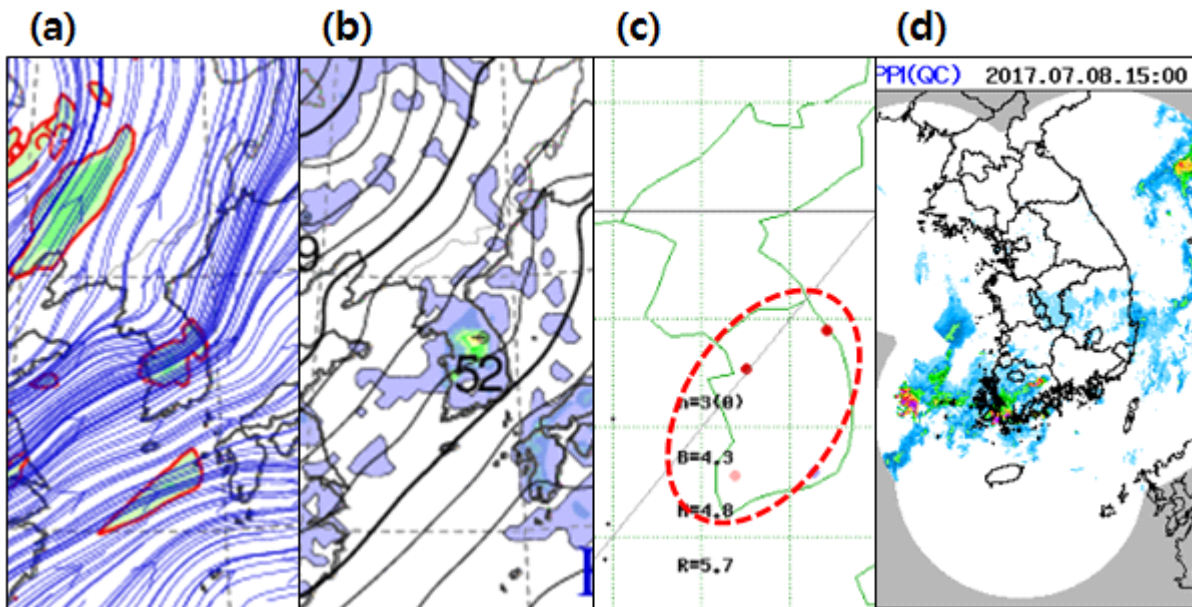 (a)
(b)
(c)
(d)
PPI(QC) 2017.07.08.15:00
9
52
n=3(0)
B=4.3
M=4.8
R=5.7